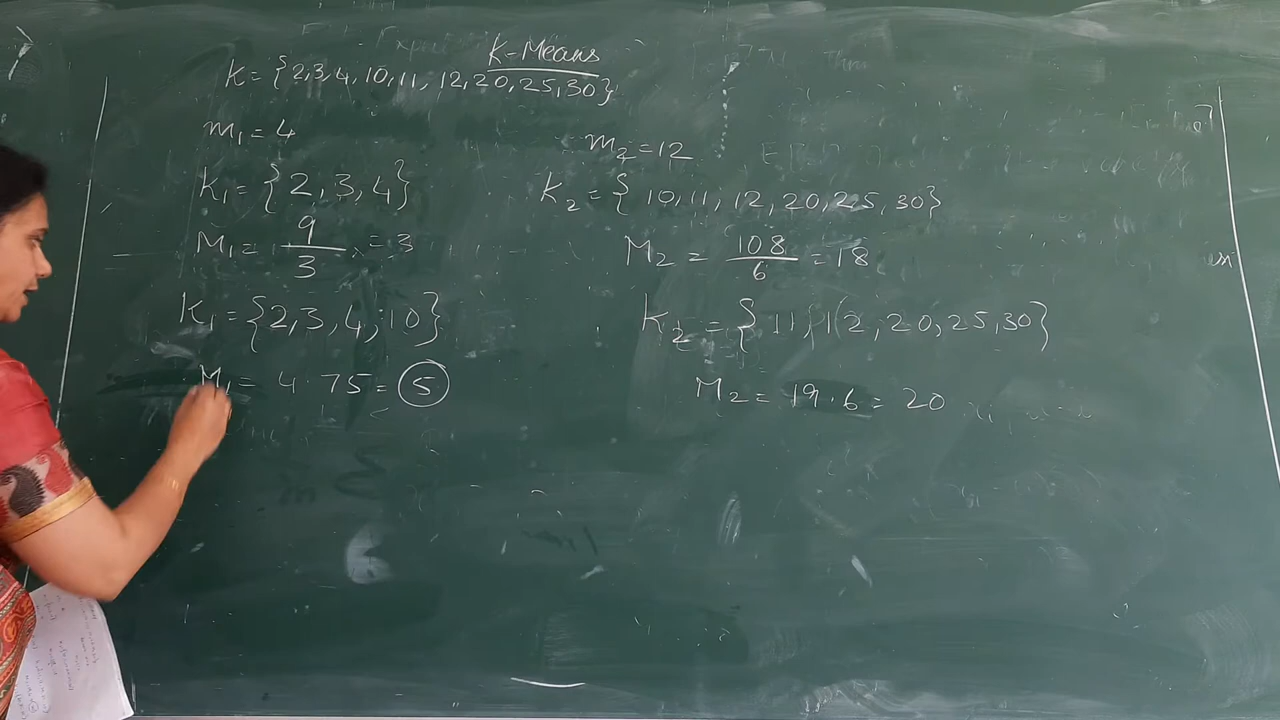 K-Means
K = {2,3,4,10,11, 12,20,25,30}
m₁ = 4
m₂ = 12
K₁ = {2,3,4}
K₂ = { 10,11, 12,20,25,30}
M₁ = 9/3 = 3
M₂ = 108/6 = 18
K₁ = {2,3,4,10}
K₂ = { 11, 12,20,25,30}
M₁ = 4.75 = 5
M₂ = 19.6 = 20